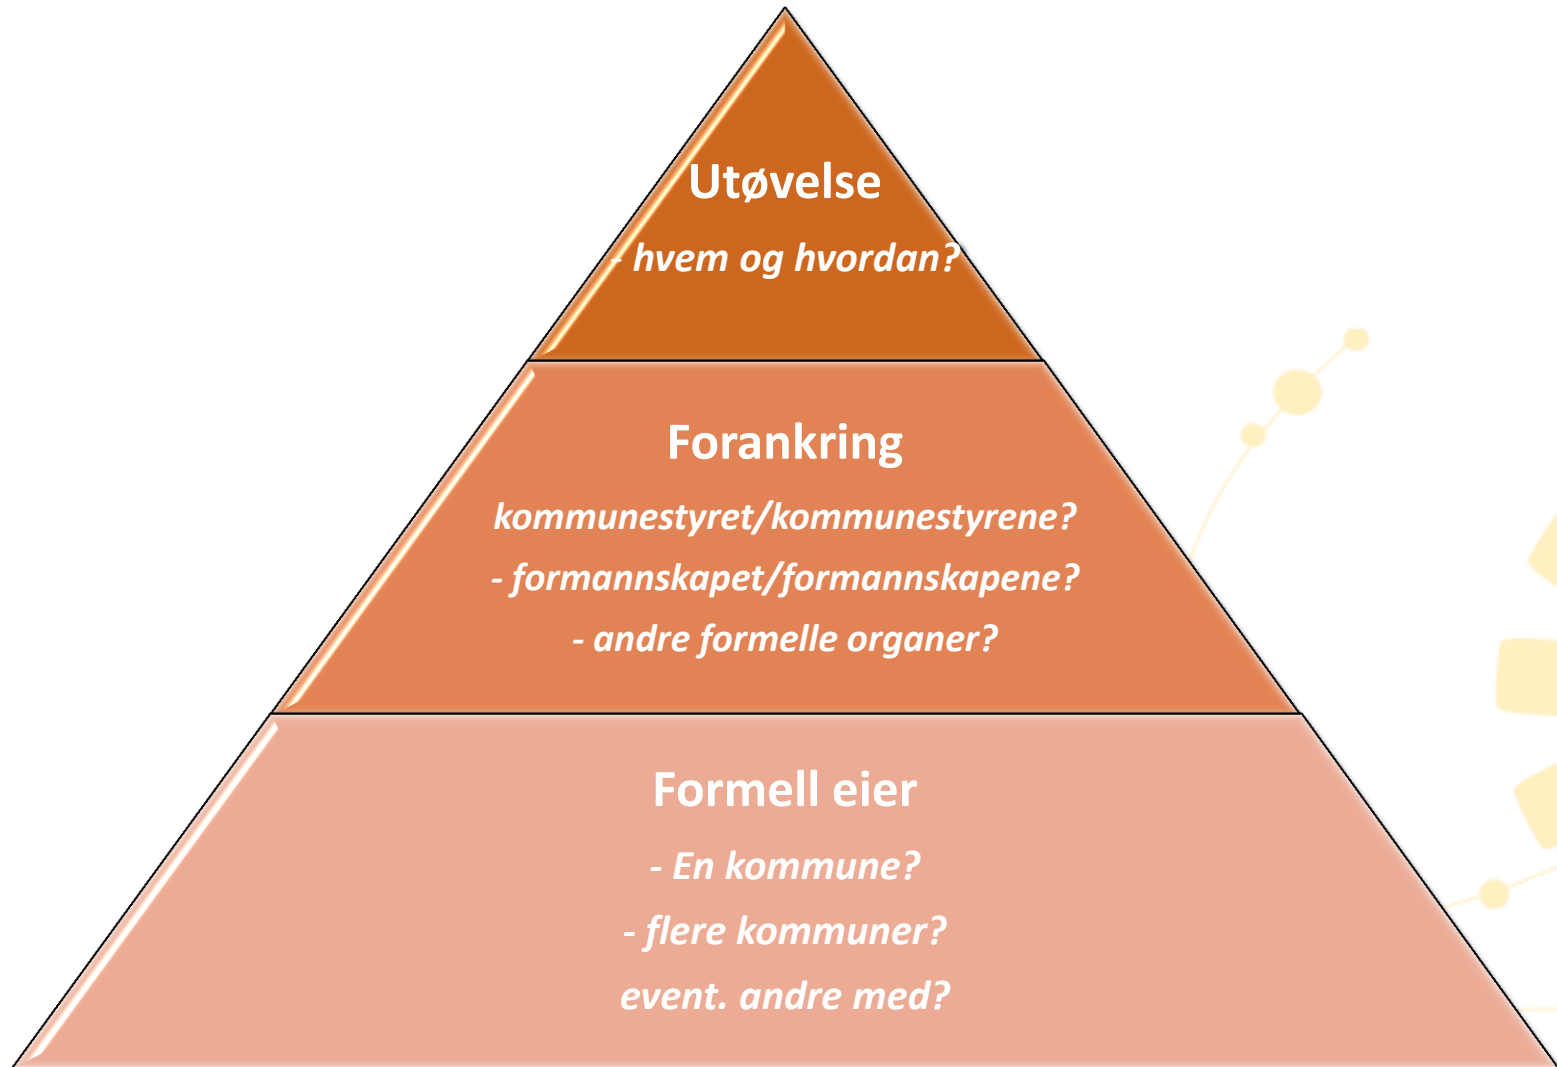 Utøvelse
- hvem og hvordan?
Forankring
kommunestyret/kommunestyrene?
- formannskapet/formannskapene?
- andre formelle organer?
Formell eier
- En kommune?
- flere kommuner?
event. andre med?